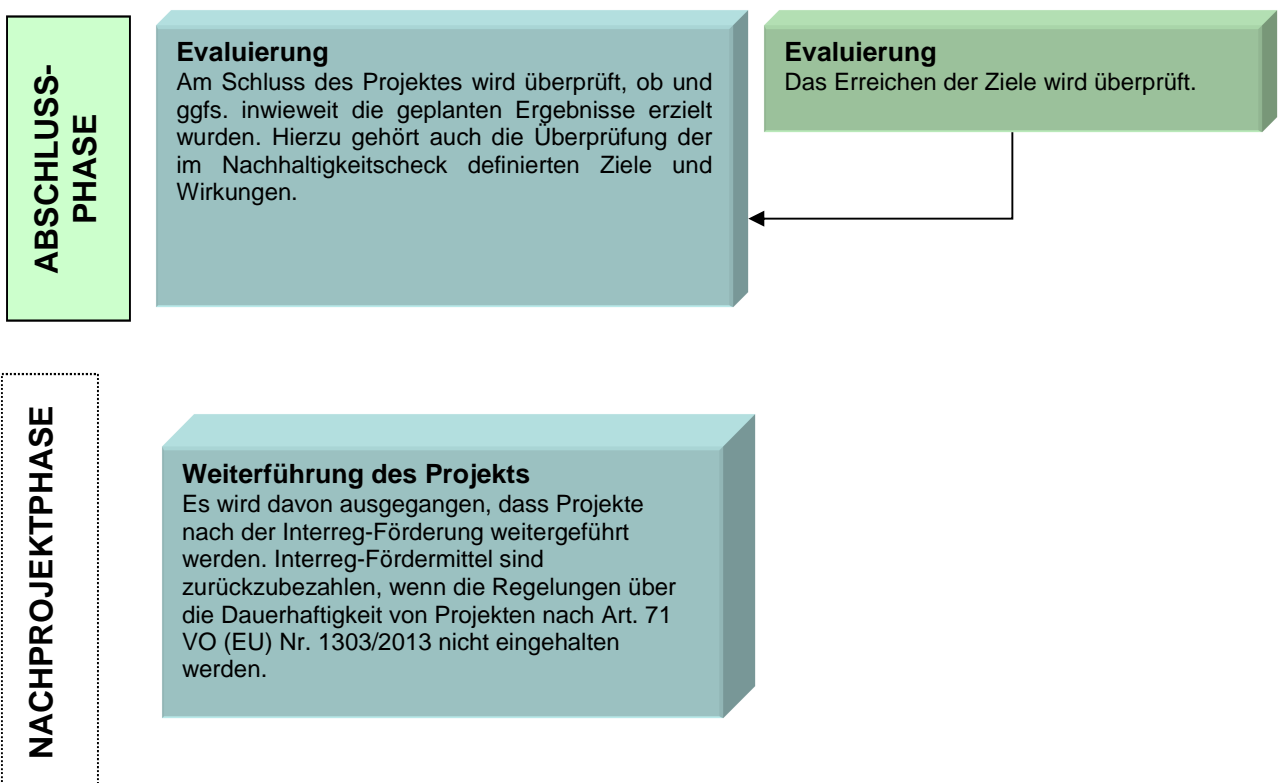 ABSCHLUSS-
PHASE
Evaluierung
Am Schluss des Projektes wird überprüft, ob und
ggfs. inwieweit die geplanten Ergebnisse erzielt
wurden. Hierzu gehört auch die Überprüfung der
im Nachhaltigkeitscheck definierten Ziele und
Wirkungen.
Evaluierung
Das Erreichen der Ziele wird überprüft.
NACHPROJEKTPHASE
Weiterführung des Projekts
Es wird davon ausgegangen, dass Projekte
nach der Interreg-Förderung weitergeführt
werden. Interreg-Fördermittel sind
zurückzubezahlen, wenn die Regelungen über
die Dauerhaftigkeit von Projekten nach Art. 71
VO (EU) Nr. 1303/2013 nicht eingehalten
werden.